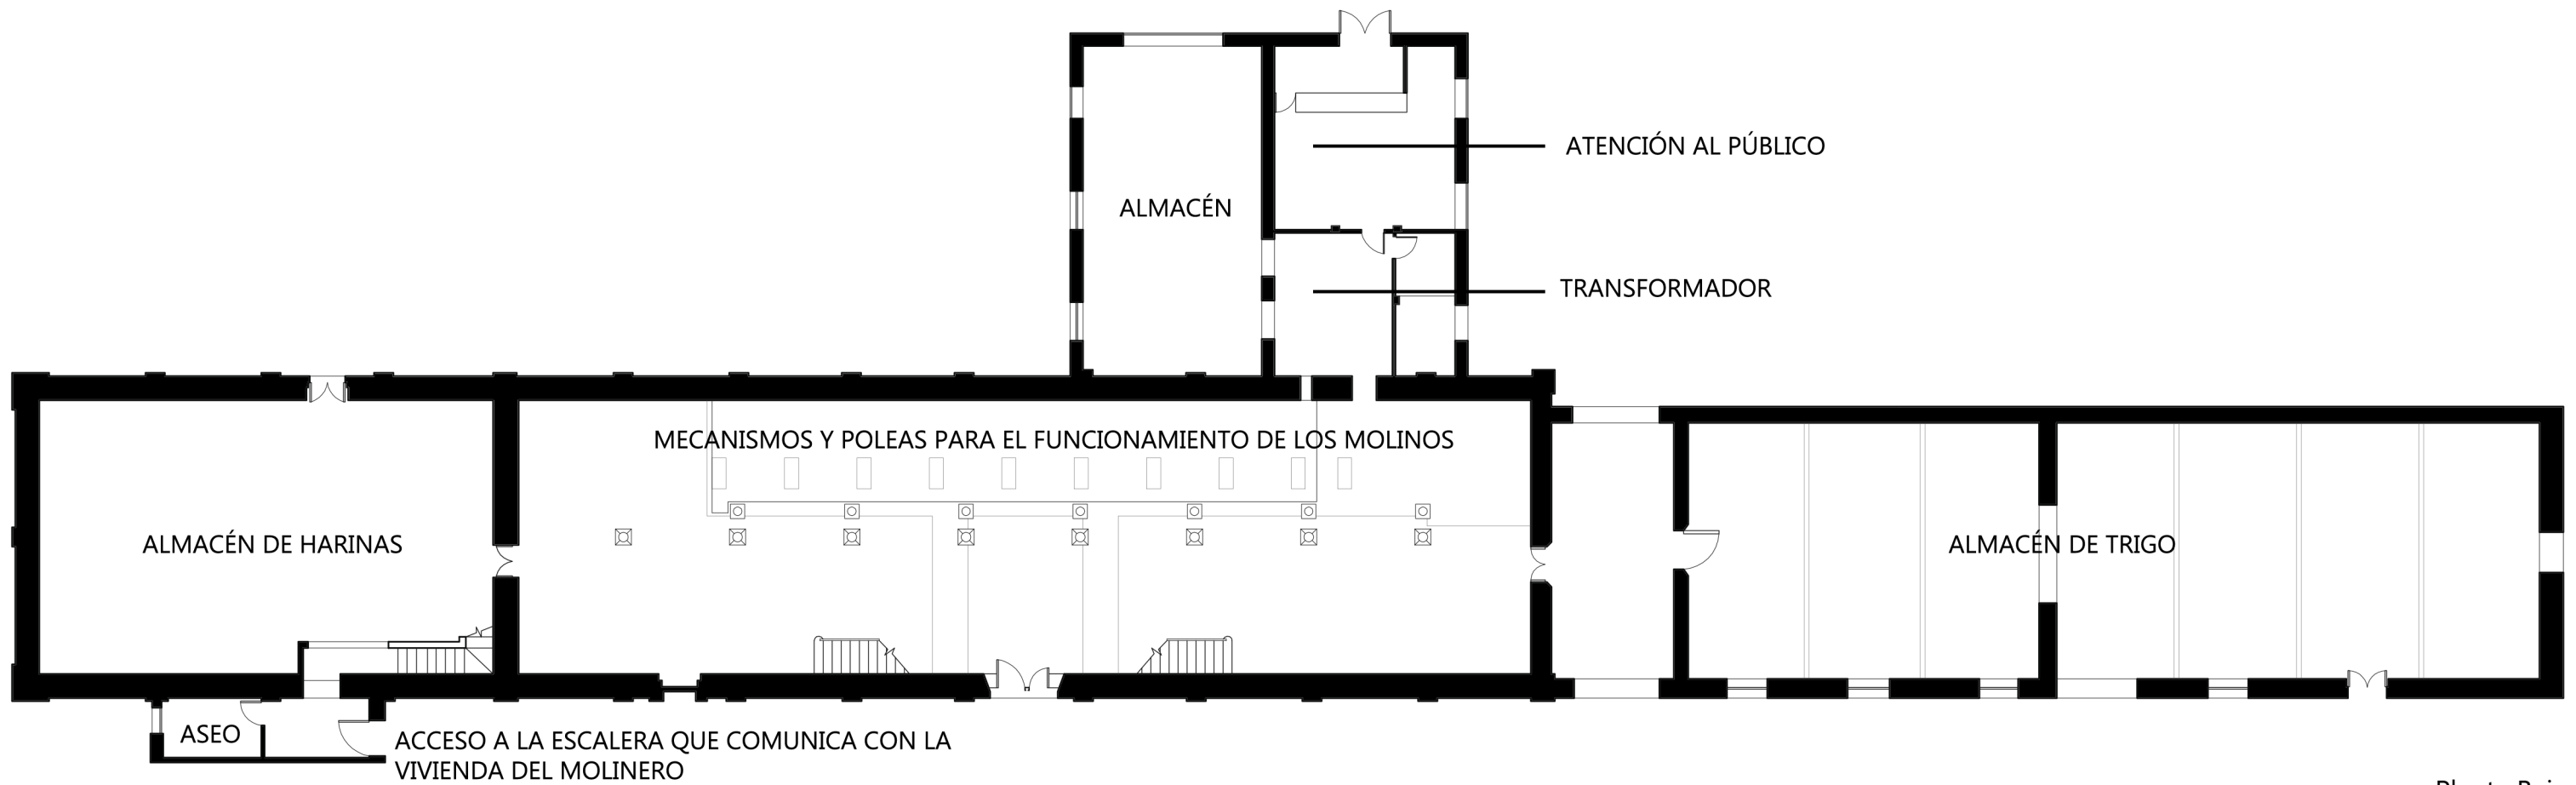 ATENCIÓN AL PÚBLICO
ALMACÉN
TRANSFORMADOR
MECANISMOS Y POLEAS PARA EL FUNCIONAMIENTO DE LOS MOLINOS
ALMACÉN DE HARINAS
ALMACÉN DE TRIGO
ASEO
ACCESO A LA ESCALERA QUE COMUNICA CON LA
VIVIENDA DEL MOLINERO